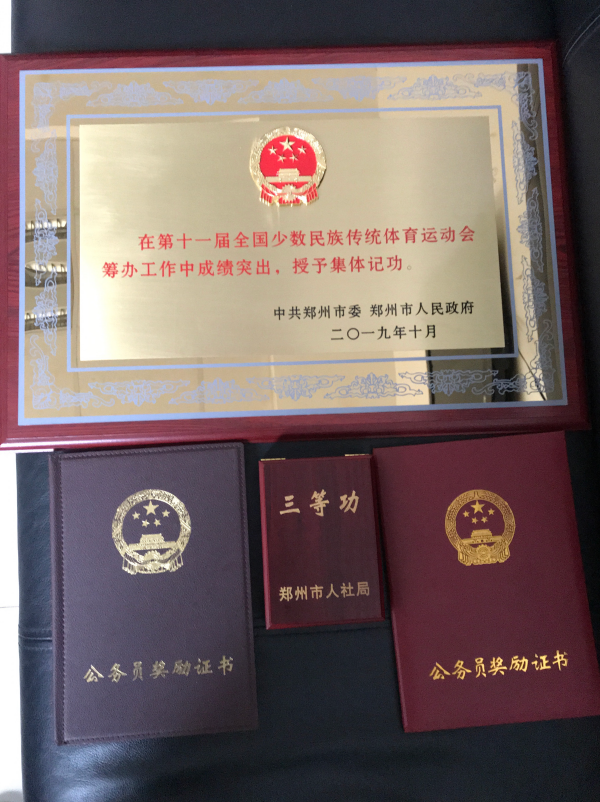 在第十一届全国少数民族传统体育运动会
筹办工作中成绩突出，授予集体记功。
中共郑州市委 郑州市人民政府
二〇一九年十月
公务员奖励证书
三等功
郑州市人社局
公务员奖励证书